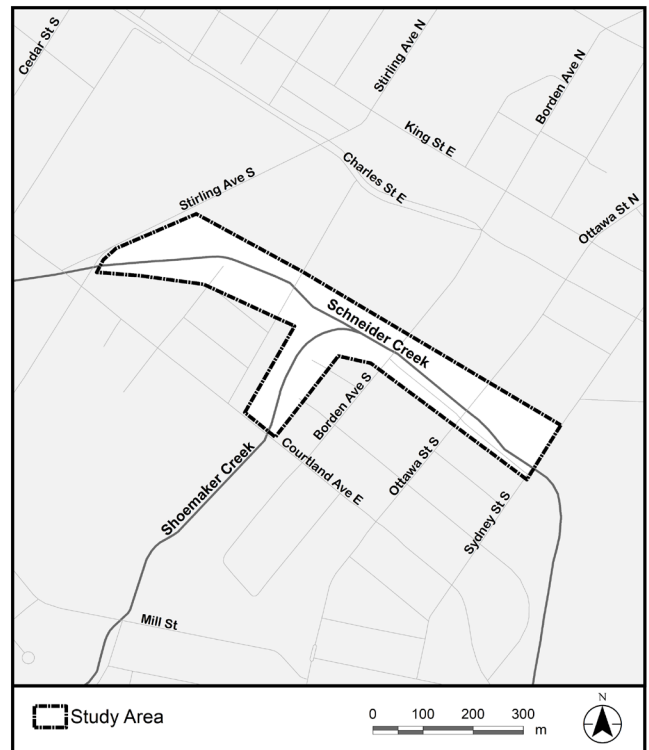 Cedar St S
Stirling Ave N
Borden Ave N
King St E
Charles St E
Stirling Ave S
Ottawa St N
Schneider Creek
Borden Ave S
Courtland Ave E
Ottawa St S
Shoemaker Creek
Sydney St S
Mill St
Study Area
0 100 200 300
m
N